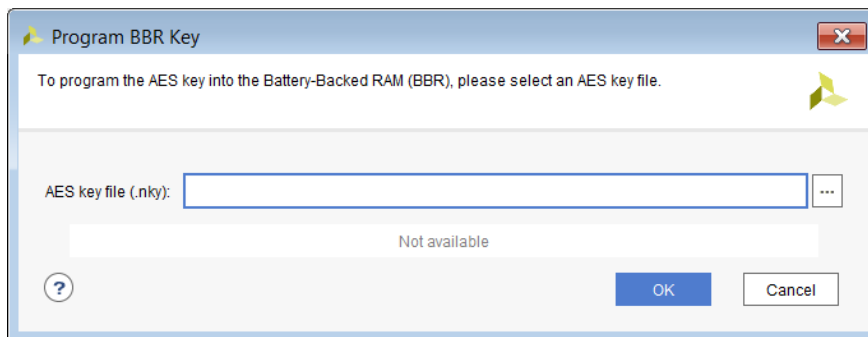 Program BBR Key
To program the AES key into the Battery-Backed RAM (BBR), please select an AES key file.
AES key file (.nky):
...
Not available
?
OK
Cancel